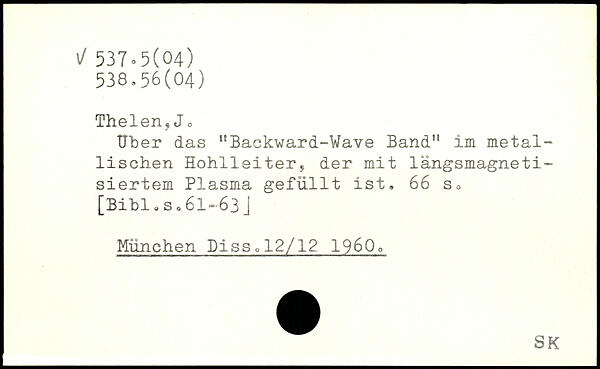 √ 537.5(04)
538.56(04)
Thelen,J.
Über das "Backward-Wave Band" im metal-
lischen Hohlleiter, der mit längsmagneti-
siertem Plasma gefüllt ist. 66 s.
[Bibl.s.61-63]
München Diss.12/12 1960.
SK